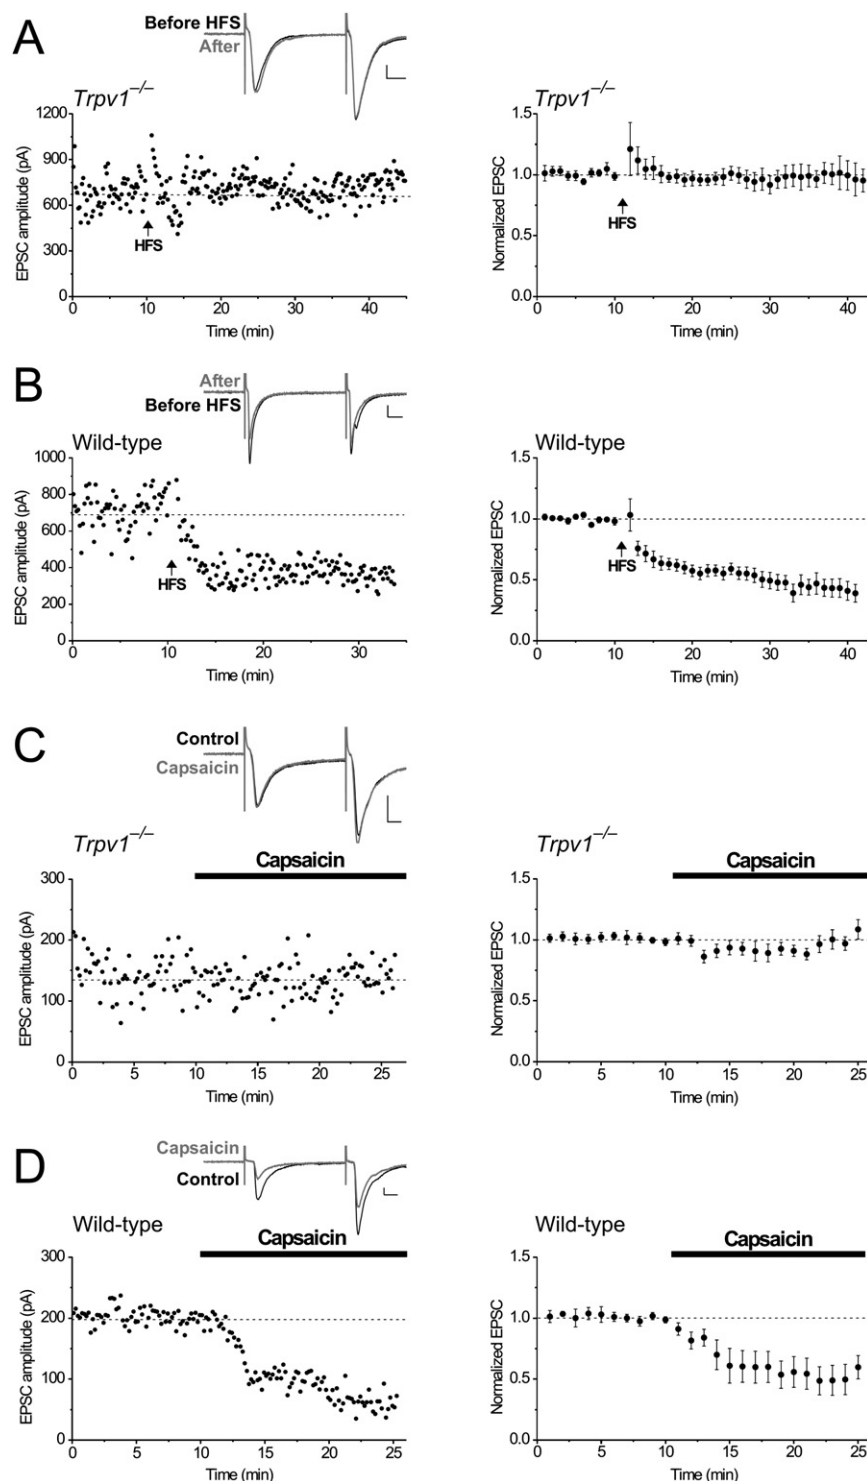 A
Before HFS
After
Trpv1−/−
EPSC amplitude (pA)
1200
900
600
300
0
HFS
0 10 20 30 40
Time (min)
Trpv1−/−
Normalized EPSC
1.5
1.0
0.5
0.0
HFS
0 10 20 30 40
Time (min)
B
After
Before HFS
Wild-type
EPSC amplitude (pA)
1000
800
600
400
200
0
HFS
0 10 20 30
Time (min)
Wild-type
Normalized EPSC
1.5
1.0
0.5
0.0
HFS
0 10 20 30 40
Time (min)
C
Control
Capsaicin
Trpv1−/−
Capsaicin
EPSC amplitude (pA)
300
200
100
0
0 5 10 15 20 25
Time (min)
Trpv1−/−
Capsaicin
Normalized EPSC
1.5
1.0
0.5
0.0
0 5 10 15 20 25
Time (min)
D
Capsaicin
Control
Wild-type
Capsaicin
EPSC amplitude (pA)
300
200
100
0
0 5 10 15 20 25
Time (min)
Wild-type
Capsaicin
Normalized EPSC
1.5
1.0
0.5
0.0
0 5 10 15 20 25
Time (min)